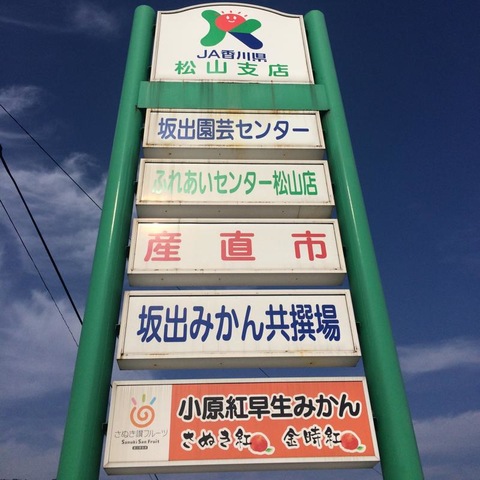 JA香川県
松山支店
坂出園芸センター
ふれあいセンター松山店
産直市
坂出みかん共撰場
小原紅早生みかん
さぬき讃フルーツ
Sanuki San Fruit
さぬき紅 金時紅